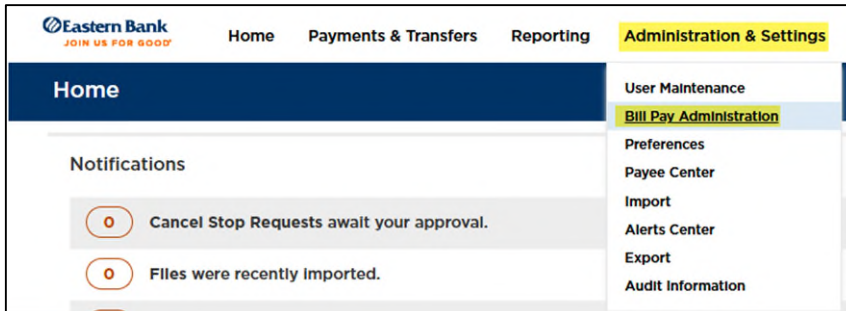 Eastern Bank
JOIN US FOR GOOD®
Home
Payments & Transfers
Reporting
Administration & Settings
Home
User Maintenance
Bill Pay Administration
Preferences
Payee Center
Import
Alerts Center
Export
Audit Information
Notifications
0 Cancel Stop Requests await your approval.
0 Files were recently imported.